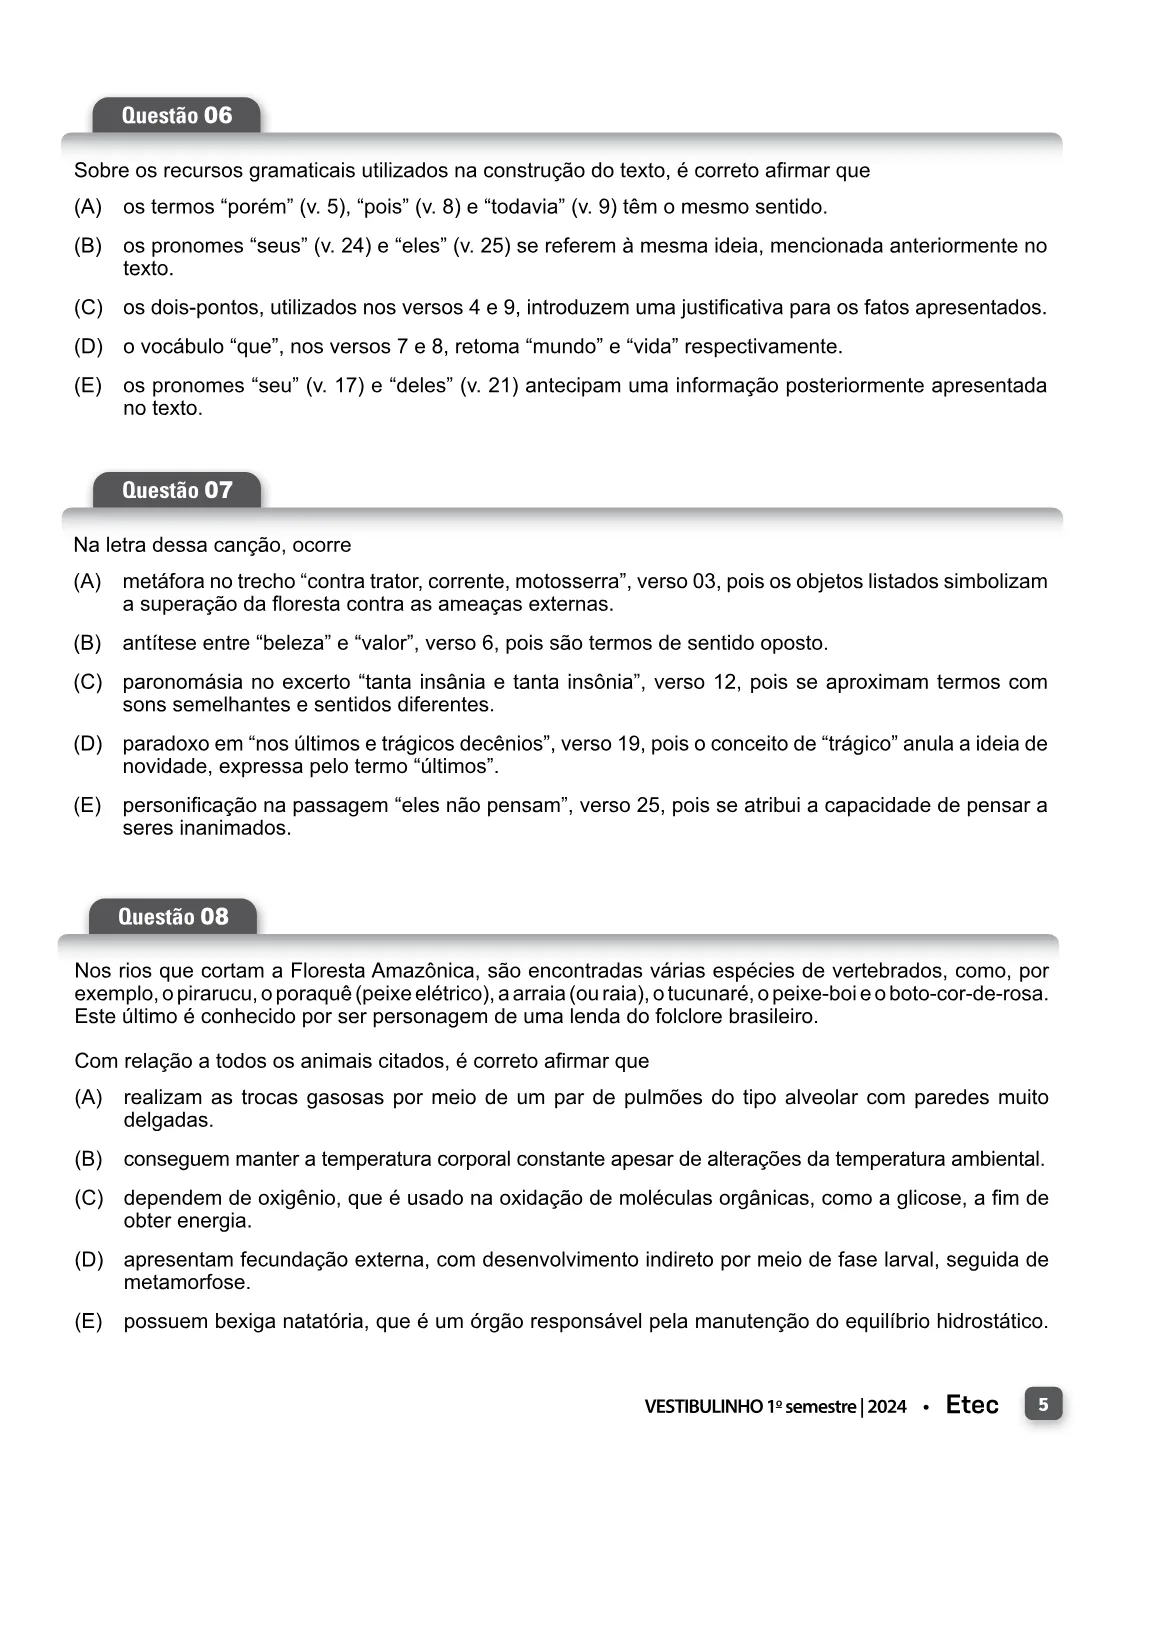 Questão 06
Sobre os recursos gramaticais utilizados na construção do texto, é correto afirmar que
(A) os termos “porém” (v. 5), “pois” (v. 8) e “todavia” (v. 9) têm o mesmo sentido.
(B) os pronomes “seus” (v. 24) e “eles” (v. 25) se referem à mesma ideia, mencionada anteriormente no
texto.
(C) os dois-pontos, utilizados nos versos 4 e 9, introduzem uma justificativa para os fatos apresentados.
(D) o vocábulo “que”, nos versos 7 e 8, retoma “mundo” e “vida” respectivamente.
(E) os pronomes “seu” (v. 17) e “deles” (v. 21) antecipam uma informação posteriormente apresentada
no texto.
Questão 07
Na letra dessa canção, ocorre
(A) metáfora no trecho “contra trator, corrente, motosserra”, verso 03, pois os objetos listados simbolizam
a superação da floresta contra as ameaças externas.
(B) antítese entre “beleza” e “valor”, verso 6, pois são termos de sentido oposto.
(C) paronomásia no excerto “tanta insânia e tanta insônia”, verso 12, pois se aproximam termos com
sons semelhantes e sentidos diferentes.
(D) paradoxo em “nos últimos e trágicos decênios”, verso 19, pois o conceito de “trágico” anula a ideia de
novidade, expressa pelo termo “últimos”.
(E) personificação na passagem “eles não pensam”, verso 25, pois se atribui a capacidade de pensar a
seres inanimados.
Questão 08
Nos rios que cortam a Floresta Amazônica, são encontradas várias espécies de vertebrados, como, por
exemplo, o pirarucu, o poraquê (peixe elétrico), a arraia (ou raia), o tucunaré, o peixe-boi e o boto-cor-de-rosa.
Este último é conhecido por ser personagem de uma lenda do folclore brasileiro.
Com relação a todos os animais citados, é correto afirmar que
(A) realizam as trocas gasosas por meio de um par de pulmões do tipo alveolar com paredes muito
delgadas.
(B) conseguem manter a temperatura corporal constante apesar de alterações da temperatura ambiental.
(C) dependem de oxigênio, que é usado na oxidação de moléculas orgânicas, como a glicose, a fim de
obter energia.
(D) apresentam fecundação externa, com desenvolvimento indireto por meio de fase larval, seguida de
metamorfose.
(E) possuem bexiga natatória, que é um órgão responsável pela manutenção do equilíbrio hidrostático.
VESTIBULINHO 1º semestre | 2024 • Etec 5